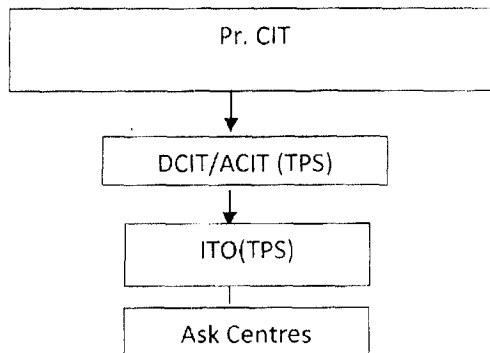 Pr. CIT
DCIT/ACIT (TPS)
ITO(TPS)
Ask Centres